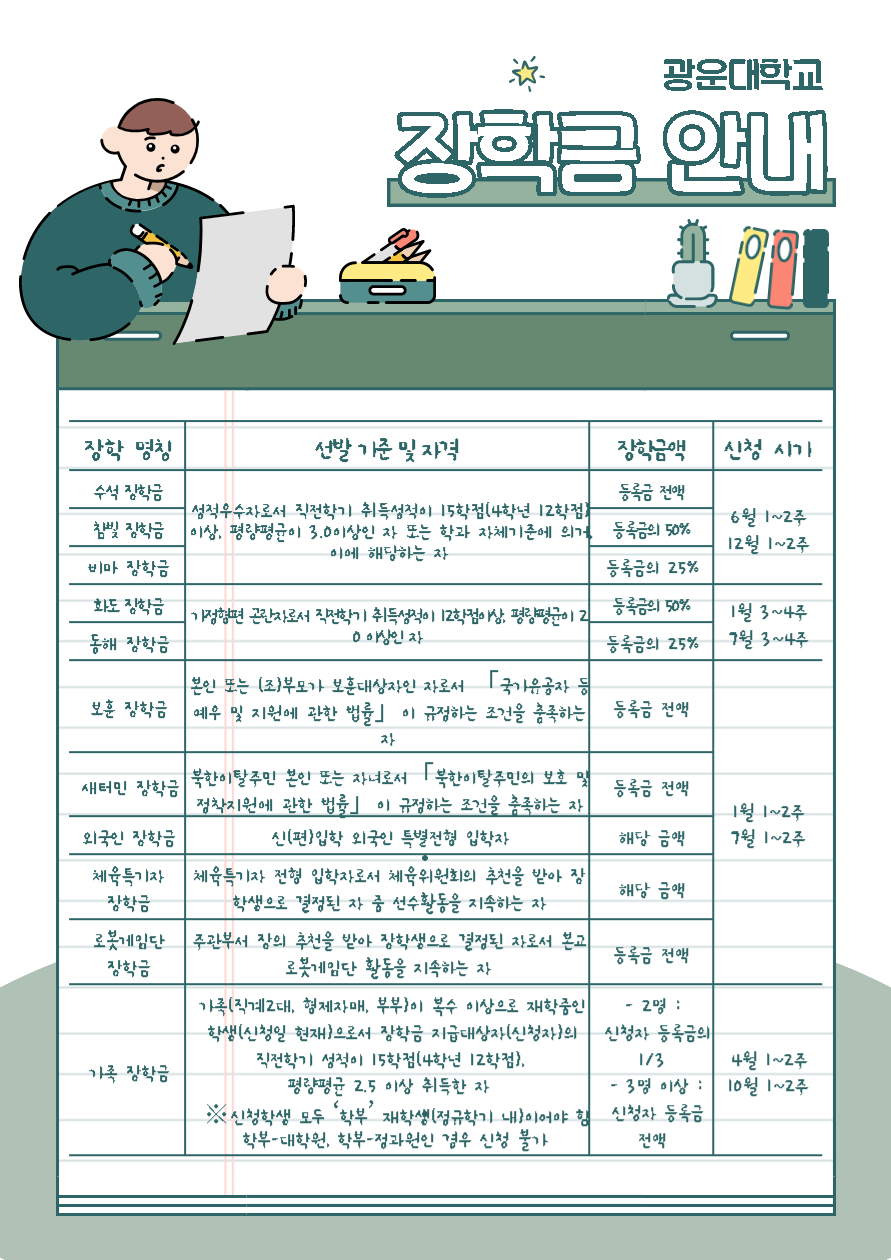 광운대학교
장학금 안내
장학 명칭 선발 기준 및 자격 장학금액 신청 시기
수석 장학금 등록금 전액
참빛 장학금 등록금의 50%
비마 장학금 등록금의 25%
성적우수자로서 직전학기 취득성적이 15학점(4학년 12학점)
이상, 평량평균이 3.0이상인 자 또는 학과 자체기준에 의거,
이에 해당하는 자
6월 1~2주
12월 1~2주
화도 장학금 등록금의 50%
동해 장학금 등록금의 25%
가정형편 곤란자로서 직전학기 취득성적이 12학점이상, 평량평균이 2.
0 이상인 자
1월 3~4주
7월 3~4주
보훈 장학금
본인 또는 (조)부모가 보훈대상자인 자로서 「국가유공자 등
예우 및 지원에 관한 법률」 이 규정하는 조건을 충족하는
자
등록금 전액
새터민 장학금
북한이탈주민 본인 또는 자녀로서 「북한이탈주민의 보호 및
정착지원에 관한 법률」 이 규정하는 조건을 충족하는 자
등록금 전액
1월 1~2주
7월 1~2주
외국인 장학금 신(편)입학 외국인 특별전형 입학자 해당 금액
체육특기자
장학금
체육특기자 전형 입학자로서 체육위원회의 추천을 받아 장
학생으로 결정된 자 중 선수활동을 지속하는 자
해당 금액
로봇게임단
장학금
주관부서 장의 추천을 받아 장학생으로 결정된 자로서 본교
로봇게임단 활동을 지속하는 자
등록금 전액
가족 장학금
가족(직계2대, 형제자매, 부부)이 복수 이상으로 재학중인
학생(신청일 현재)으로서 장학금 지급대상자(신청자)의
직전학기 성적이 15학점(4학년 12학점),
평량평균 2.5 이상 취득한 자
※신청학생 모두 ‘학부’ 재학생(정규학기 내)이어야 함
학부-대학원, 학부-정과원인 경우 신청 불가
- 2명 :
신청자 등록금의
1/3
- 3명 이상 :
신청자 등록금
전액
4월 1~2주
10월 1~2주